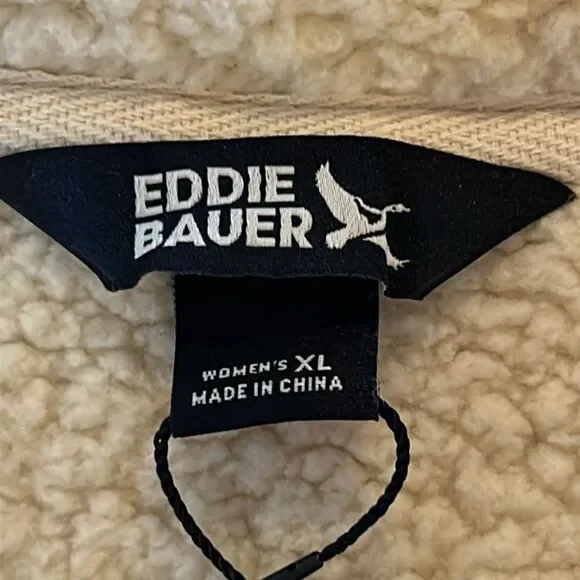 EDDIE
BAUER
WOMEN'S XL
MADE IN CHINA